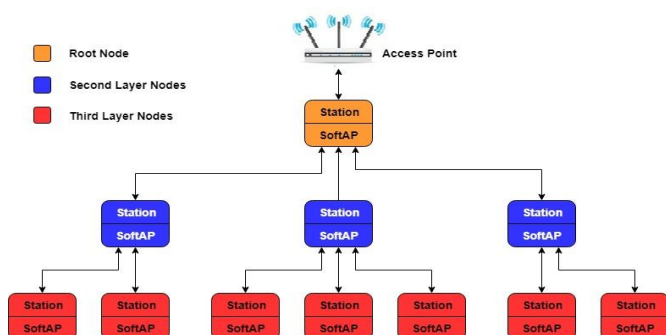 Access Point
Root Node
Second Layer Nodes
Third Layer Nodes
Station
SoftAP
Station
SoftAP
Station
SoftAP
Station
SoftAP
Station
SoftAP
Station
SoftAP
Station
SoftAP
Station
SoftAP
Station
SoftAP
Station
SoftAP
Station
SoftAP